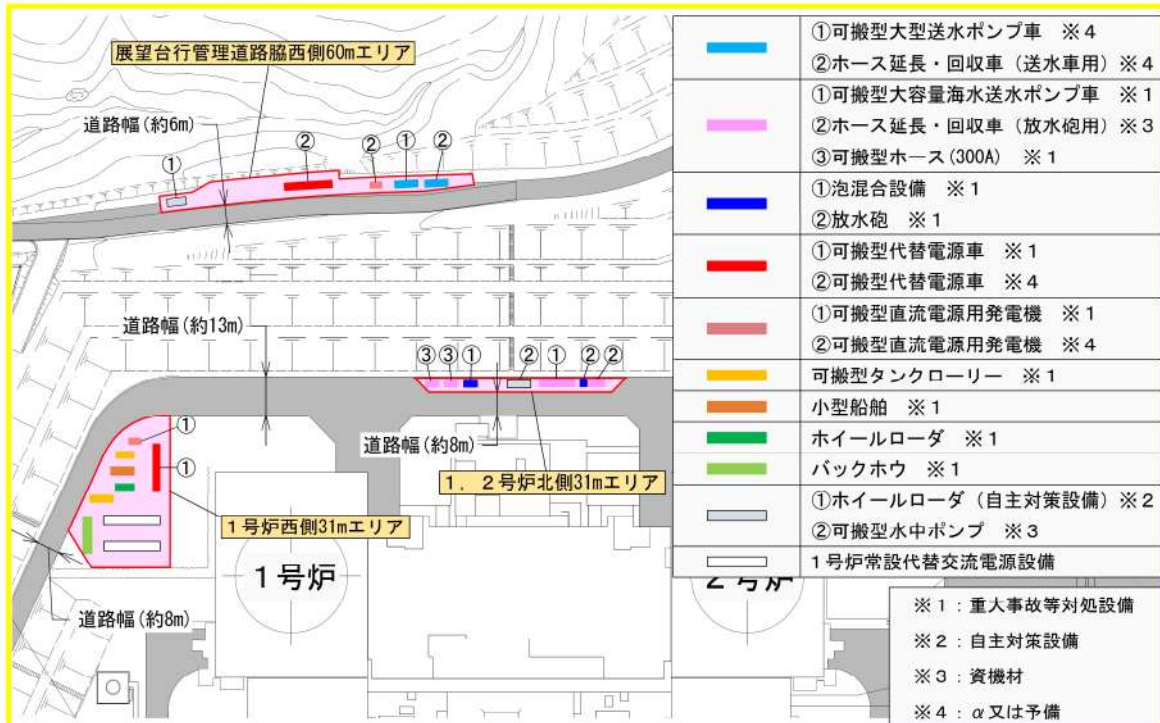 展望台行管理道路脇西側60mエリア
道路幅(約6m)
①
②
②
①
②
道路幅(約13m)
③
③
①
②
①
②
②
道路幅(約8m)
1．2号炉北側31mエリア
①
①
1号炉西側31mエリア
道路幅(約8m)
1号炉
2号炉
①可搬型大型送水ポンプ車 ※4
②ホース延長・回収車（送水車用）※4
①可搬型大容量海水送水ポンプ車 ※1
②ホース延長・回収車（放水砲用）※3
③可搬型ホース(300A) ※1
①泡混合設備 ※1
②放水砲 ※1
①可搬型代替電源車 ※1
②可搬型代替電源車 ※4
①可搬型直流電源用発電機 ※1
②可搬型直流電源用発電機 ※4
可搬型タンクローリー ※1
小型船舶 ※1
ホイールローダ ※1
バックホウ ※1
①ホイールローダ（自主対策設備）※2
②可搬型水中ポンプ ※3
1号炉常設代替交流電源設備
※1：重大事故等対処設備
※2：自主対策設備
※3：資機材
※4：α又は予備